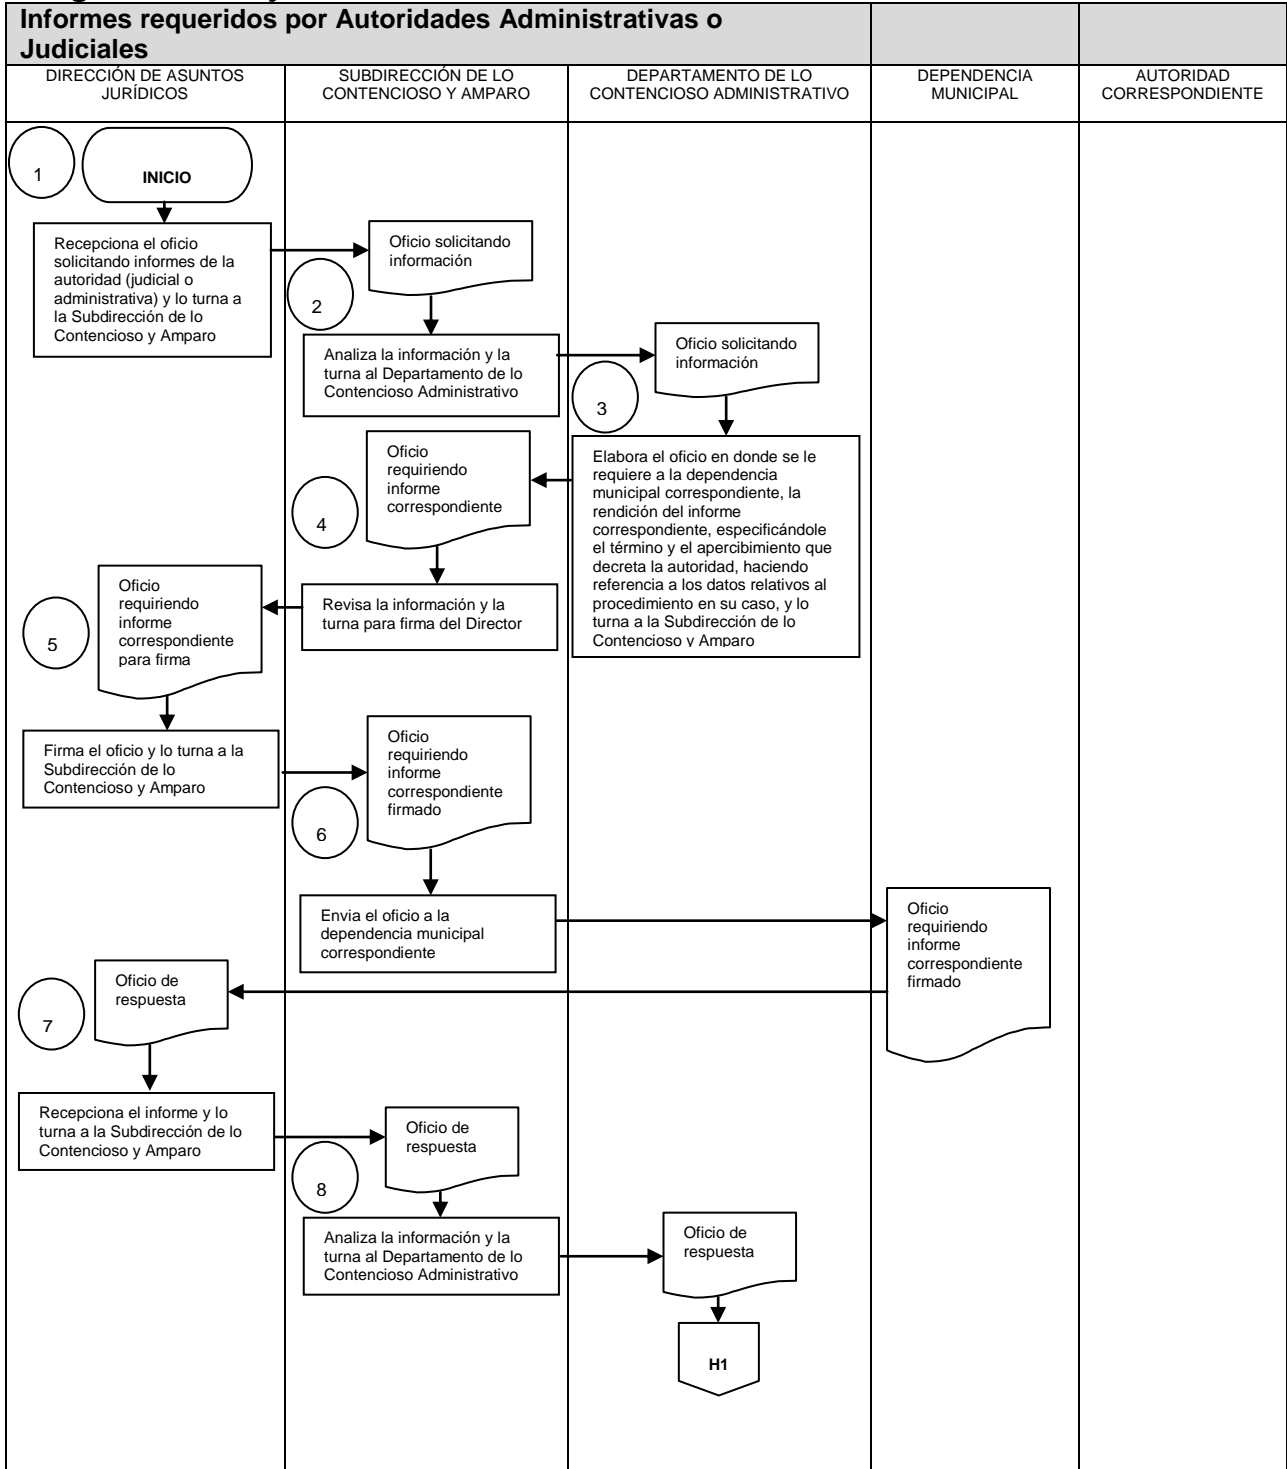 Informes requeridos por Autoridades Administrativas o
Judiciales
DIRECCIÓN DE ASUNTOS
JURÍDICOS
SUBDIRECCIÓN DE LO
CONTENCIOSO Y AMPARO
DEPARTAMENTO DE LO
CONTENCIOSO ADMINISTRATIVO
DEPENDENCIA
MUNICIPAL
AUTORIDAD
CORRESPONDIENTE
1
INICIO
Recepciona el oficio
solicitando informes de la
autoridad (judicial o
administrativa) y lo turna a
la Subdirección de lo
Contencioso y Amparo
Oficio solicitando
información
2
Analiza la información y la
turna al Departamento de lo
Contencioso Administrativo
Oficio solicitando
información
3
Elabora el oficio en donde se le
requiere a la dependencia
municipal correspondiente, la
rendición del informe
correspondiente, especificándole
el término y el apercibimiento que
decreta la autoridad, haciendo
referencia a los datos relativos al
procedimiento en su caso, y lo
turna a la Subdirección de lo
Contencioso y Amparo
Oficio
requiriendo
informe
correspondiente
4
Revisa la información y la
turna para firma del Director
Oficio
requiriendo
informe
correspondiente
para firma
5
Firma el oficio y lo turna a la
Subdirección de lo
Contencioso y Amparo
Oficio
requiriendo
informe
correspondiente
firmado
6
Envia el oficio a la
dependencia municipal
correspondiente
Oficio
requiriendo
informe
correspondiente
firmado
Oficio de
respuesta
7
Recepciona el informe y lo
turna a la Subdirección de lo
Contencioso y Amparo
Oficio de
respuesta
8
Analiza la información y la
turna al Departamento de lo
Contencioso Administrativo
Oficio de
respuesta
H1